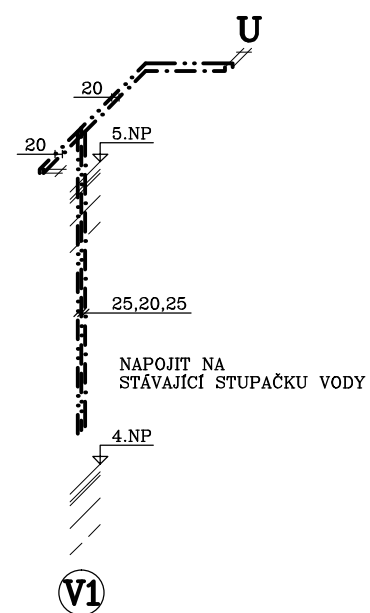 U
20
20
5.NP
25,20,25
NAPOJIT NA
STÁVAJÍCÍ STUPAČKU VODY
4.NP
V1